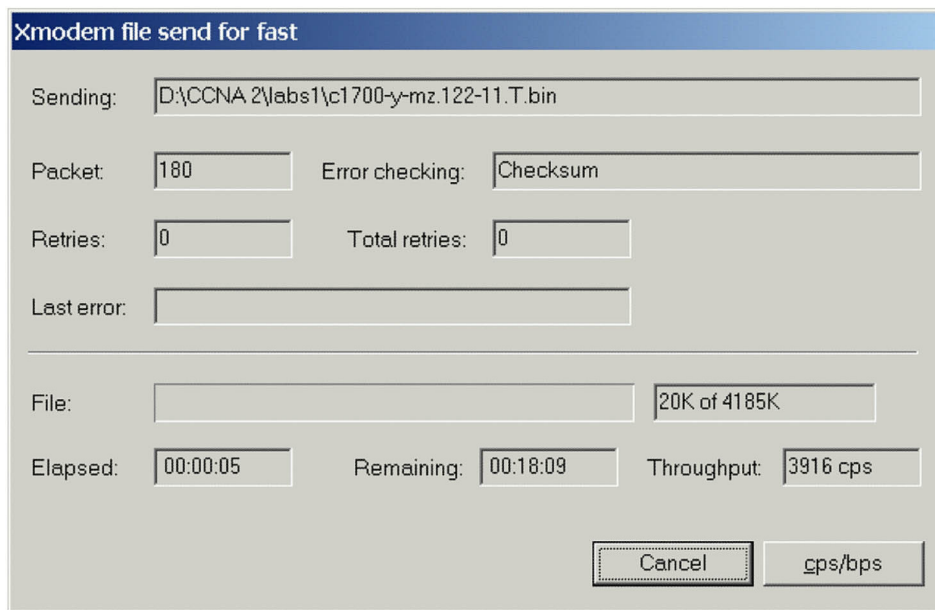 Xmodem file send for fast
Sending: D:\CCNA 2\labs1\c1700-y-mz.122-11.T.bin
Packet: 180 Error checking: Checksum
Retries: 0 Total retries: 0
Last error:
File: 20K of 4185K
Elapsed: 00:00:05 Remaining: 00:18:09 Throughput: 3916 cps
Cancel cps/bps